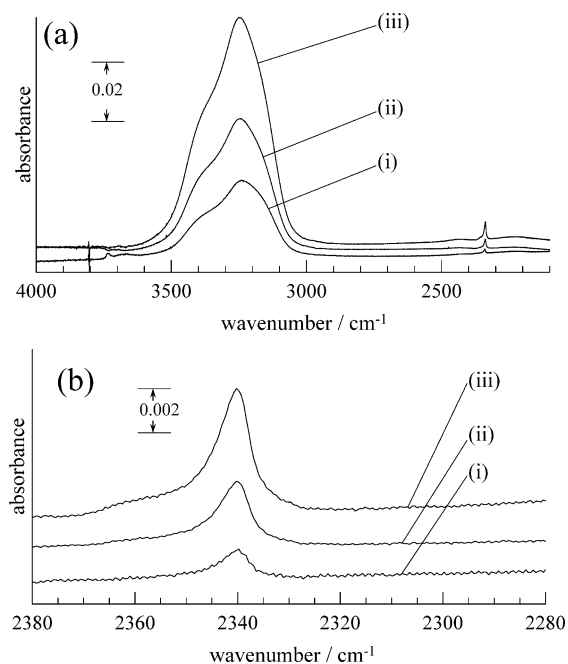 (a)
(iii)
0.02
absorbance
(ii)
(i)
4000 3500 3000 2500
wavenumber / cm-1
(b)
(iii)
0.002
(ii)
absorbance
(i)
2380 2360 2340 2320 2300 2280
wavenumber / cm-1